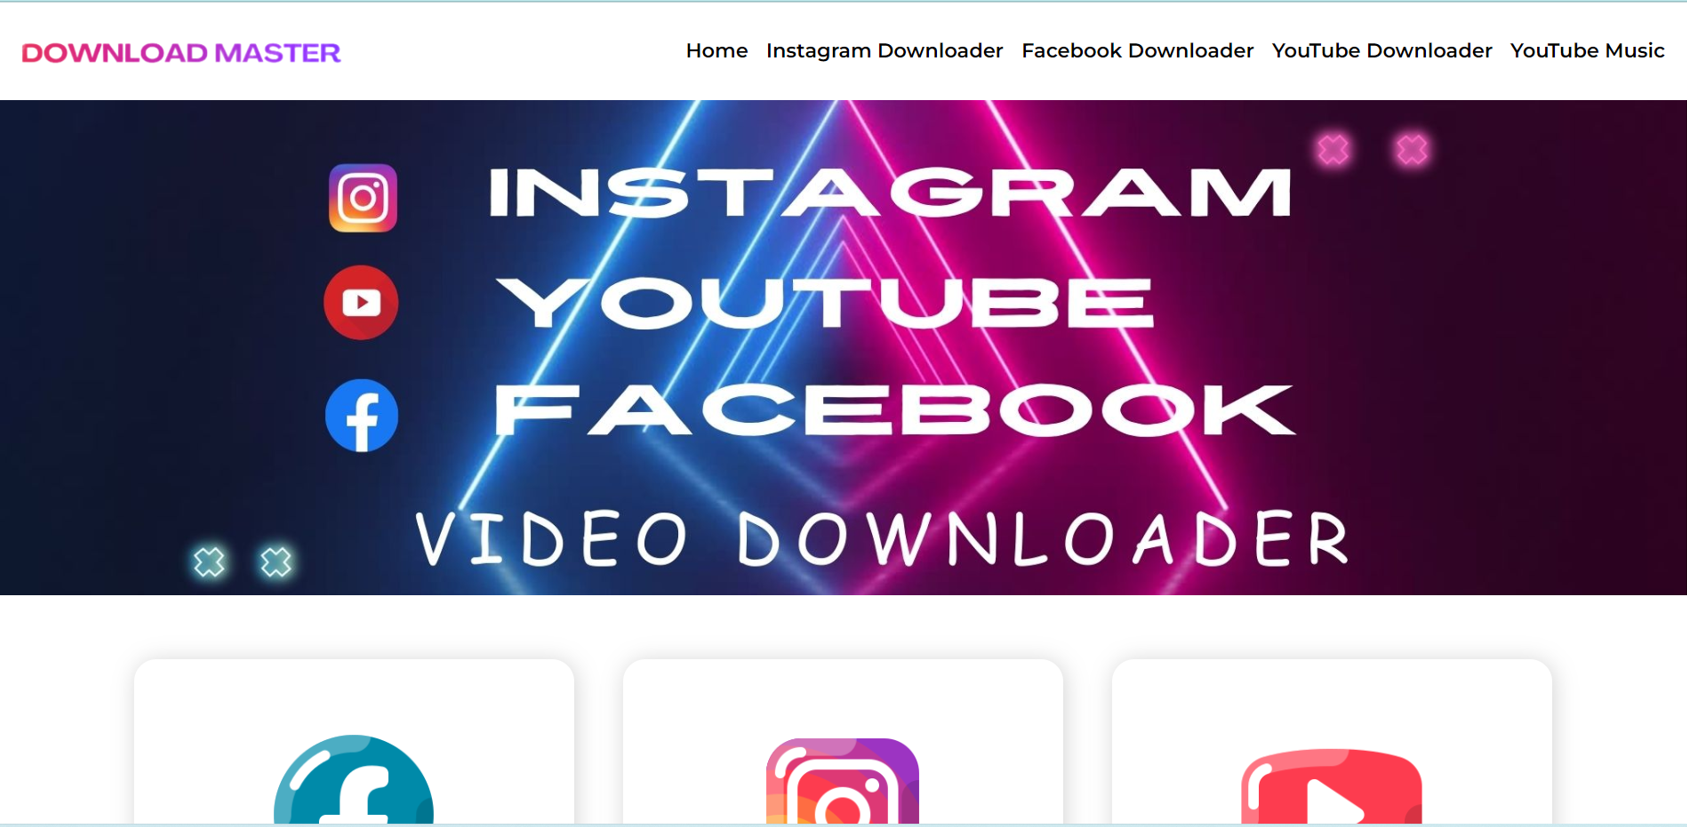 DOWNLOAD MASTER
Home Instagram Downloader Facebook Downloader YouTube Downloader YouTube Music
INSTAGRAM
YOUTUBE
FACEBOOK
VIDEO DOWNLOADER